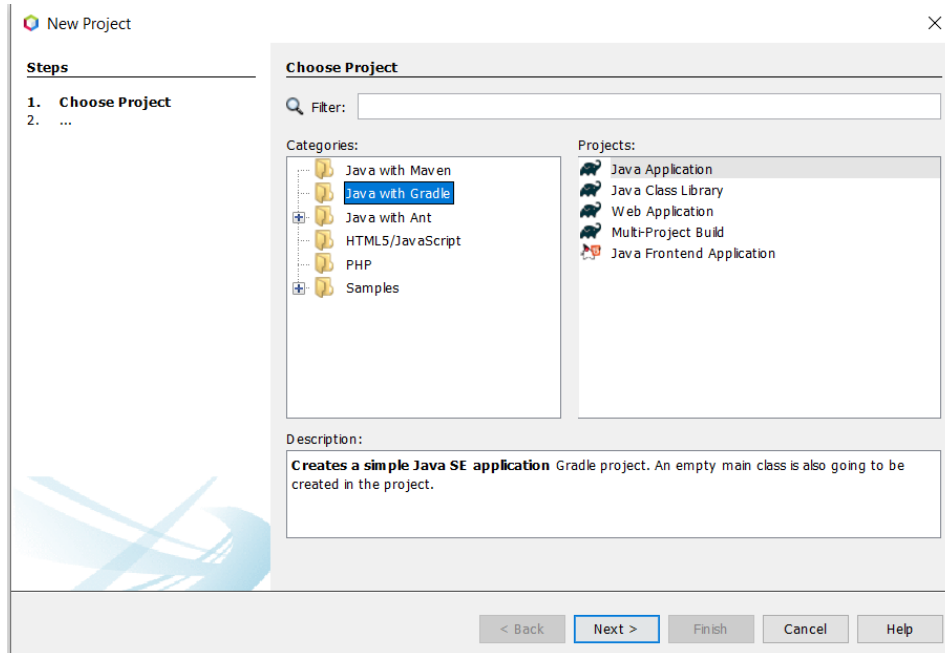 New Project
Steps
1. Choose Project
2. ...
Choose Project
Filter:
Categories:
Java with Maven
Java with Gradle
Java with Ant
HTML5/JavaScript
PHP
Samples
Projects:
Java Application
Java Class Library
Web Application
Multi-Project Build
Java Frontend Application
Description:
Creates a simple Java SE application Gradle project. An empty main class is also going to be
created in the project.
< Back
Next >
Finish
Cancel
Help